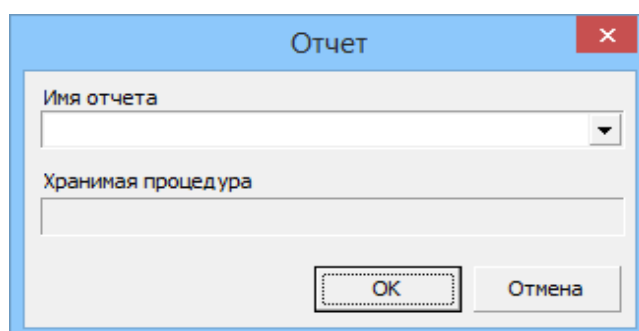 Отчет
Имя отчета
Хранимая процедура
OK
Отмена